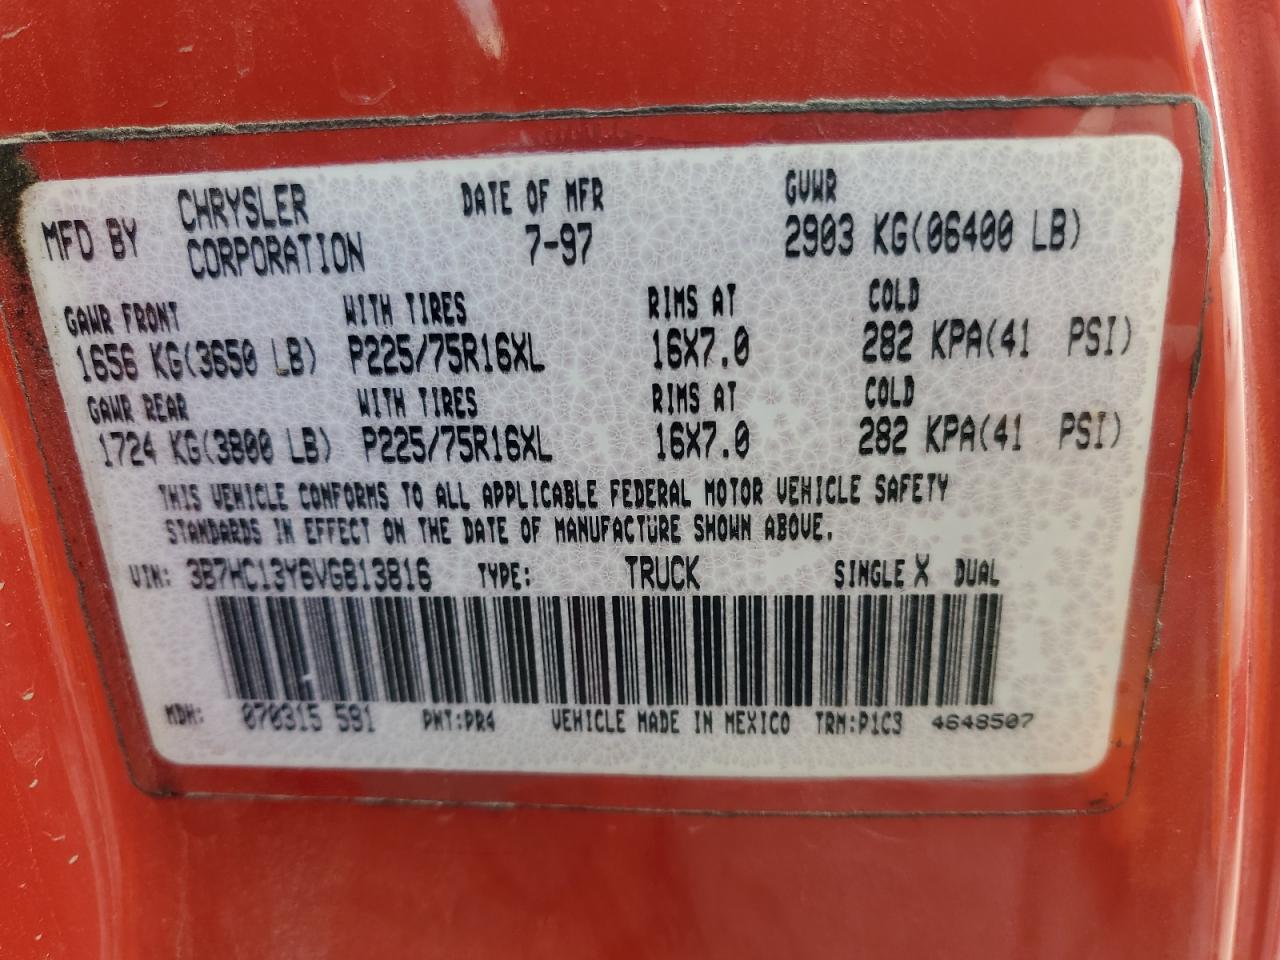 MFD BY CHRYSLER CORPORATION DATE OF MFR 7-97 GVWR 2903 KG(06400 LB)
GAWR FRONT WITH TIRES RIMS AT COLD
1656 KG(3650 LB) P225/75R16XL 16X7.0 282 KPA(41 PSI)
GAWR REAR WITH TIRES RIMS AT COLD
1724 KG(3800 LB) P225/75R16XL 16X7.0 282 KPA(41 PSI)
THIS VEHICLE CONFORMS TO ALL APPLICABLE FEDERAL MOTOR VEHICLE SAFETY
STANDARDS IN EFFECT ON THE DATE OF MANUFACTURE SHOWN ABOVE.
VIN: 3B7HC13Y6VG813816 TYPE: TRUCK SINGLE X DUAL
MDH: 070315 591 PNT:PR4 VEHICLE MADE IN MEXICO TRM:P1C3 4648507